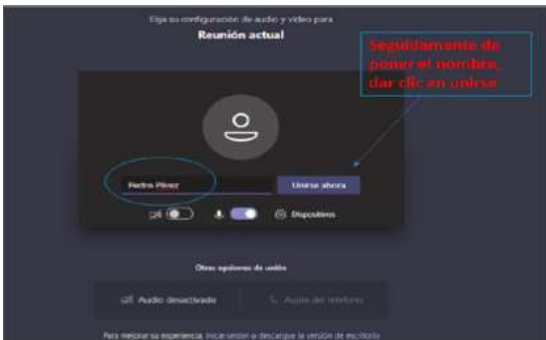 Elija su configuración de audio y vídeo para
Reunión actual
Seguidamente de
poner el nombre,
dar clic en unirse
Pedro Pérez
Unirse ahora
Dispositivos
Otras opciones de unión
Audio desactivado
Audio del teléfono
Para mejorar su experiencia, inicie sesión o descargue la versión de escritorio